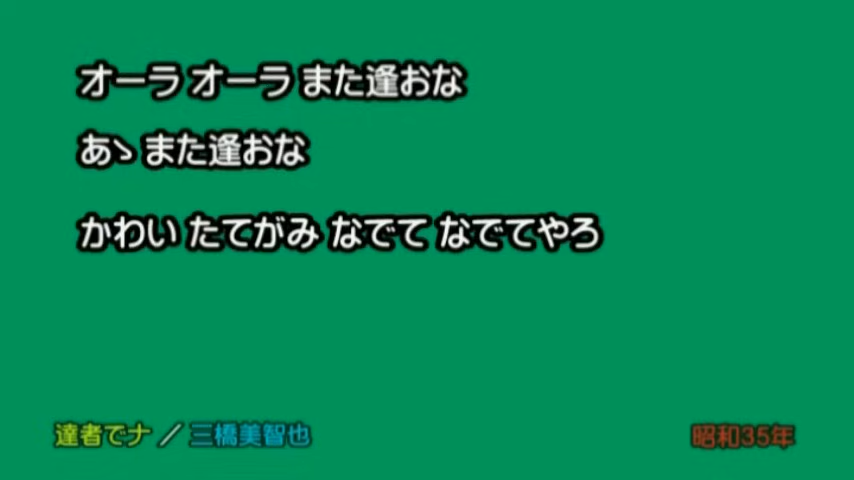 オーラ オーラ また逢おな
あゝ また逢おな
かわい たてがみ なでて なでてやろ
達者でナ ／ 三橋美智也
昭和35年